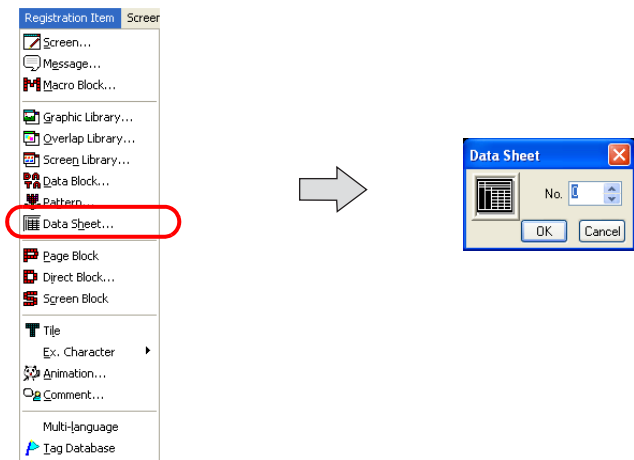 Registration Item Screen
Screen...
Message...
Macro Block...
Graphic Library...
Overlap Library...
Screen Library...
Data Block...
Pattern...
Data Sheet...
Page Block
Direct Block...
Screen Block
Tile
Ex. Character
Animation...
Comment...
Multi-language
Tag Database
Data Sheet
No. 0
OK Cancel